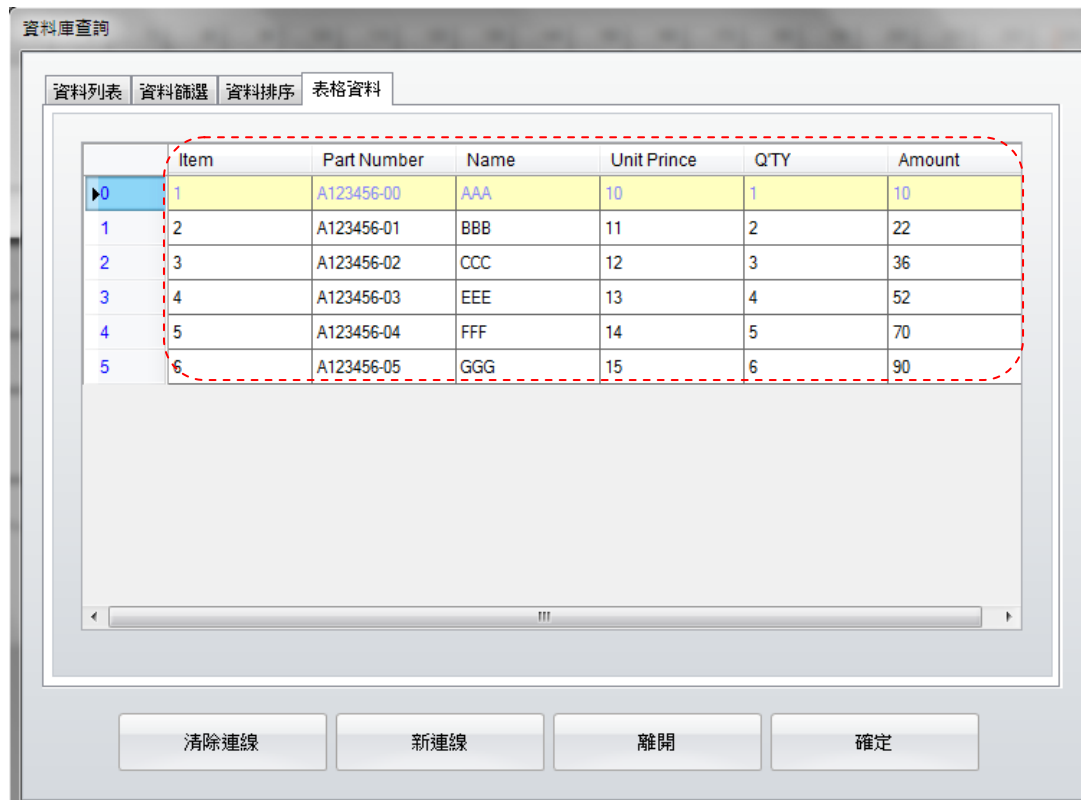 資料庫查詢
資料列表 資料篩選 資料排序 表格資料
Item Part Number Name Unit Prince Q'TY Amount
0 1 A123456-00 AAA 10 1 10
1 2 A123456-01 BBB 11 2 22
2 3 A123456-02 CCC 12 3 36
3 4 A123456-03 EEE 13 4 52
4 5 A123456-04 FFF 14 5 70
5 6 A123456-05 GGG 15 6 90
清除連線 新連線 離開 確定